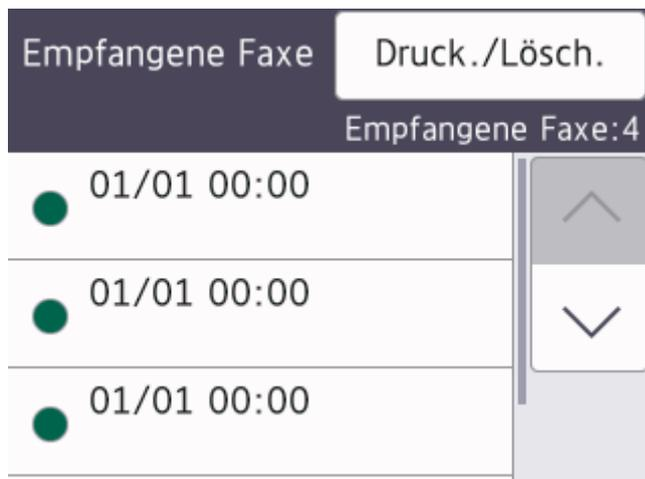 Empfangene Faxe
Druck./Lösch.
Empfangene Faxe:4
01/01 00:00
01/01 00:00
01/01 00:00